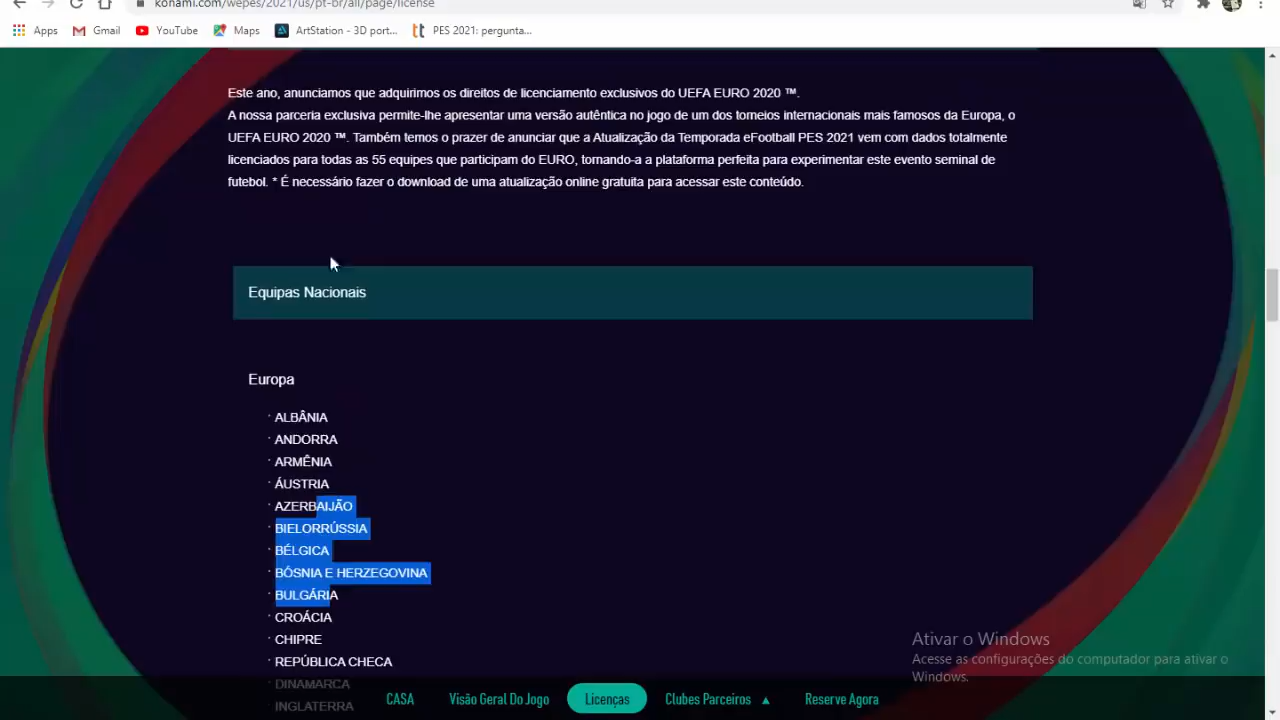 konami.com/wepes/2021/us/pt-br/all/page/license
Apps Gmail YouTube Maps ArtStation - 3D port... PES 2021: pergunta...
Este ano, anunciamos que adquirimos os direitos de licenciamento exclusivos do UEFA EURO 2020 ™.
A nossa parceria exclusiva permite-lhe apresentar uma versão autêntica no jogo de um dos torneios internacionais mais famosos da Europa, o
UEFA EURO 2020 ™. Também temos o prazer de anunciar que a Atualização da Temporada eFootball PES 2021 vem com dados totalmente
licenciados para todas as 55 equipes que participam do EURO, tornando-a a plataforma perfeita para experimentar este evento seminal de
futebol. * É necessário fazer o download de uma atualização online gratuita para acessar este conteúdo.
Equipas Nacionais
Europa
· ALBÂNIA
· ANDORRA
· ARMÊNIA
· ÁUSTRIA
· AZERBAIJÃO
· BIELORRÚSSIA
· BÉLGICA
· BÓSNIA E HERZEGOVINA
· BULGÁRIA
· CROÁCIA
· CHIPRE
· REPÚBLICA CHECA
· DINAMARCA
· INGLATERRA
Ativar o Windows
Acesse as configurações do computador para ativar o
Windows.
CASA Visão Geral Do Jogo Licenças Clubes Parceiros ▲ Reserve Agora